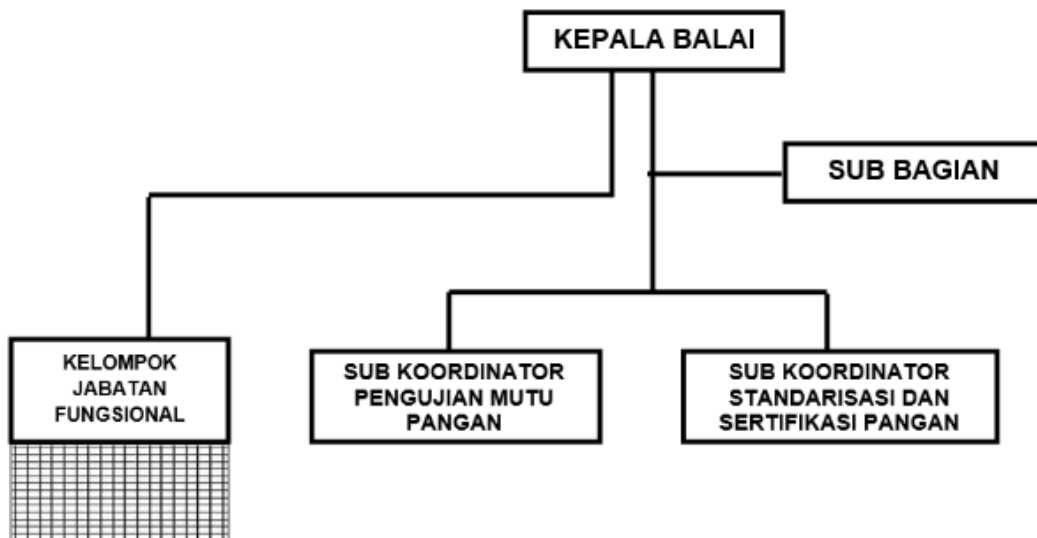 KEPALA BALAI
SUB BAGIAN
KELOMPOK
JABATAN
FUNGSIONAL
SUB KOORDINATOR
PENGUJIAN MUTU
PANGAN
SUB KOORDINATOR
STANDARISASI DAN
SERTIFIKASI PANGAN